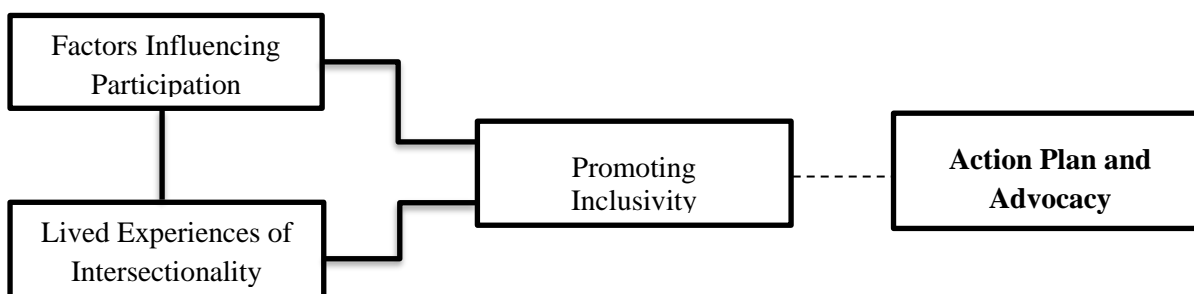 Factors Influencing
Participation
Lived Experiences of
Intersectionality
Promoting
Inclusivity
Action Plan and
Advocacy